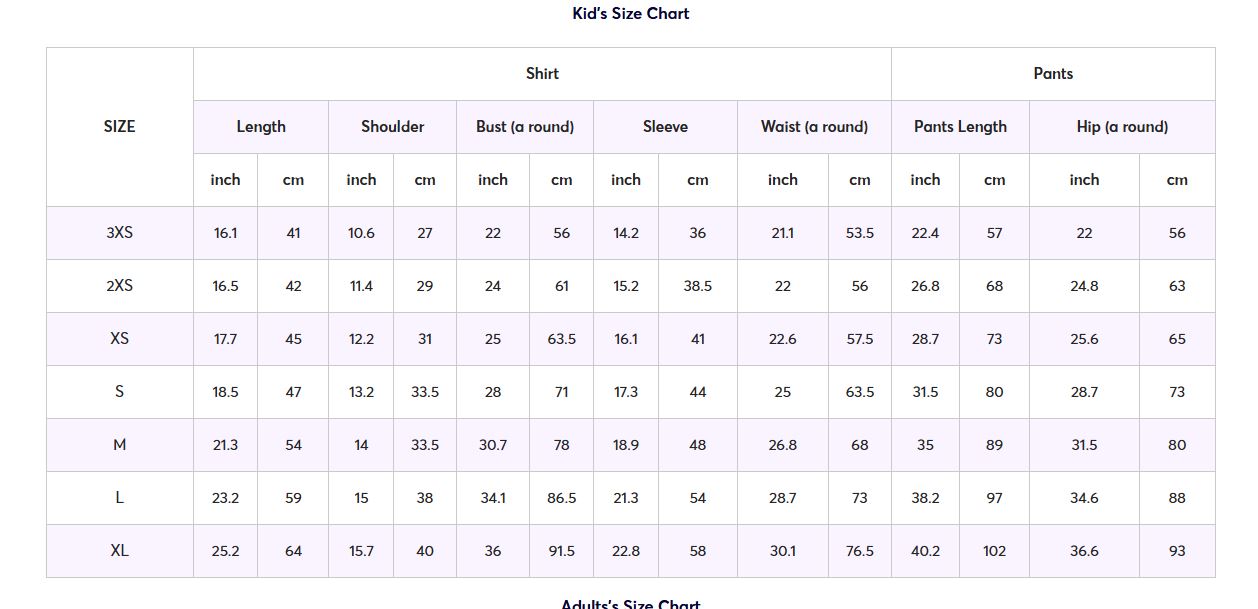 Kid's Size Chart
SIZE Shirt Pants
Length Shoulder Bust (a round) Sleeve Waist (a round) Pants Length Hip (a round)
inch cm inch cm inch cm inch cm inch cm inch cm inch cm
3XS 16.1 41 10.6 27 22 56 14.2 36 21.1 53.5 22.4 57 22 56
2XS 16.5 42 11.4 29 24 61 15.2 38.5 22 56 26.8 68 24.8 63
XS 17.7 45 12.2 31 25 63.5 16.1 41 22.6 57.5 28.7 73 25.6 65
S 18.5 47 13.2 33.5 28 71 17.3 44 25 63.5 31.5 80 28.7 73
M 21.3 54 14 33.5 30.7 78 18.9 48 26.8 68 35 89 31.5 80
L 23.2 59 15 38 34.1 86.5 21.3 54 28.7 73 38.2 97 34.6 88
XL 25.2 64 15.7 40 36 91.5 22.8 58 30.1 76.5 40.2 102 36.6 93
Adults's Size Chart